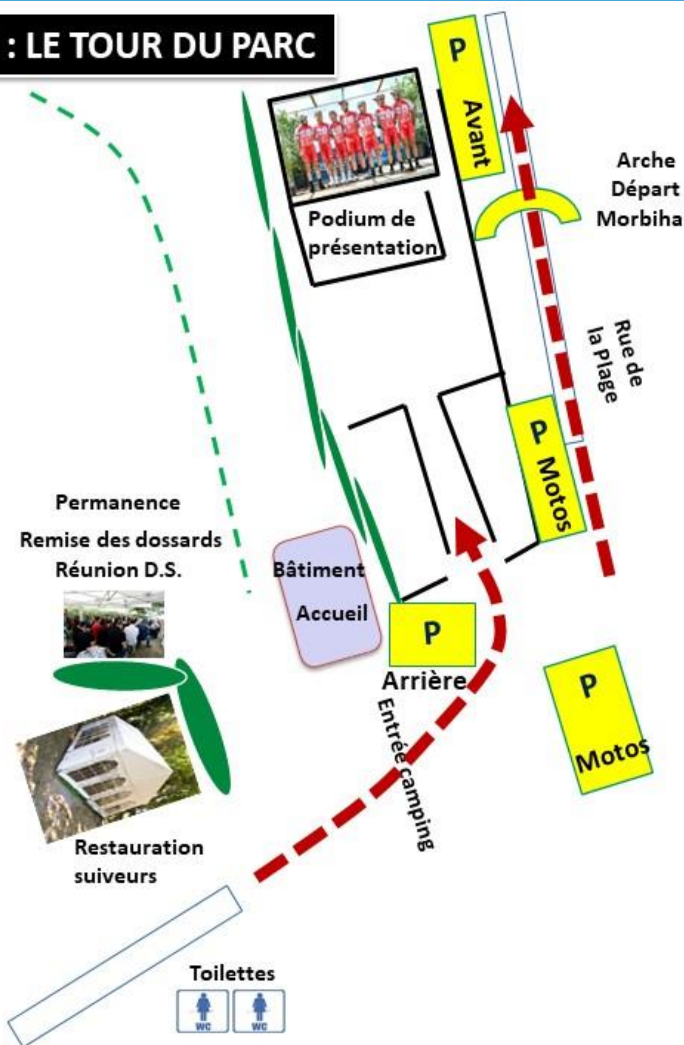 : LE TOUR DU PARC
P
Avant
Arche
Départ
Morbiha
Podium de
présentation
Rue de
la Plage
P
Motos
Permanence
Remise des dossards
Réunion D.S.
Bâtiment
Accueil
P
Arrière
P
Motos
Entrée camping
Restauration
suiveurs
Toilettes
WC
WC